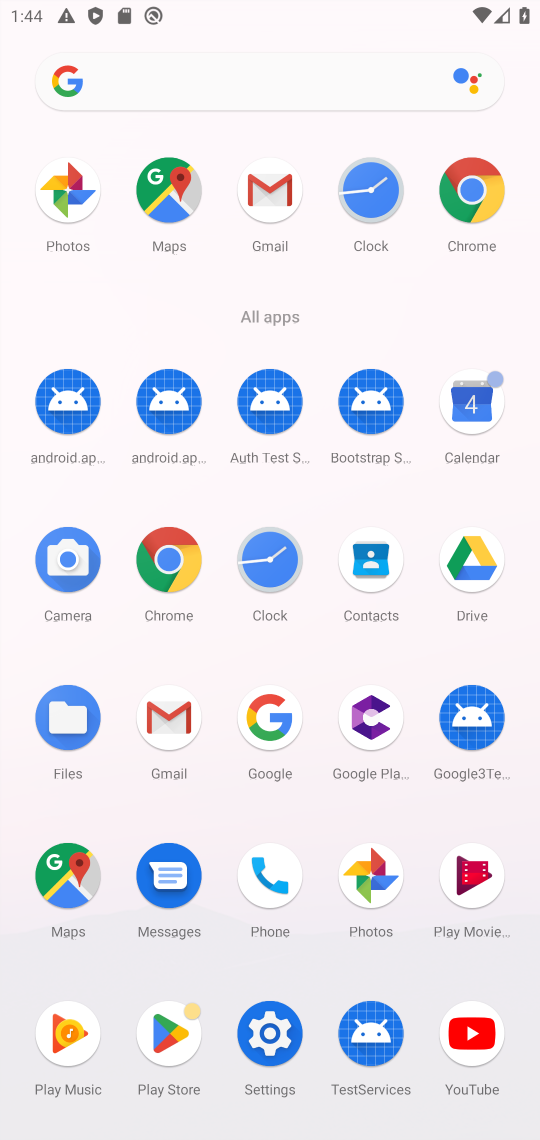 1:44
Photos
Maps
Gmail
Clock
Chrome
All apps
android.ap...
android.ap...
Auth Test S...
Bootstrap S...
4
Calendar
Camera
Chrome
Clock
Contacts
Drive
Files
Gmail
Google
Google Pla...
Google3Te...
Maps
Messages
Phone
Photos
Play Movie...
Play Music
Play Store
Settings
TestServices
YouTube